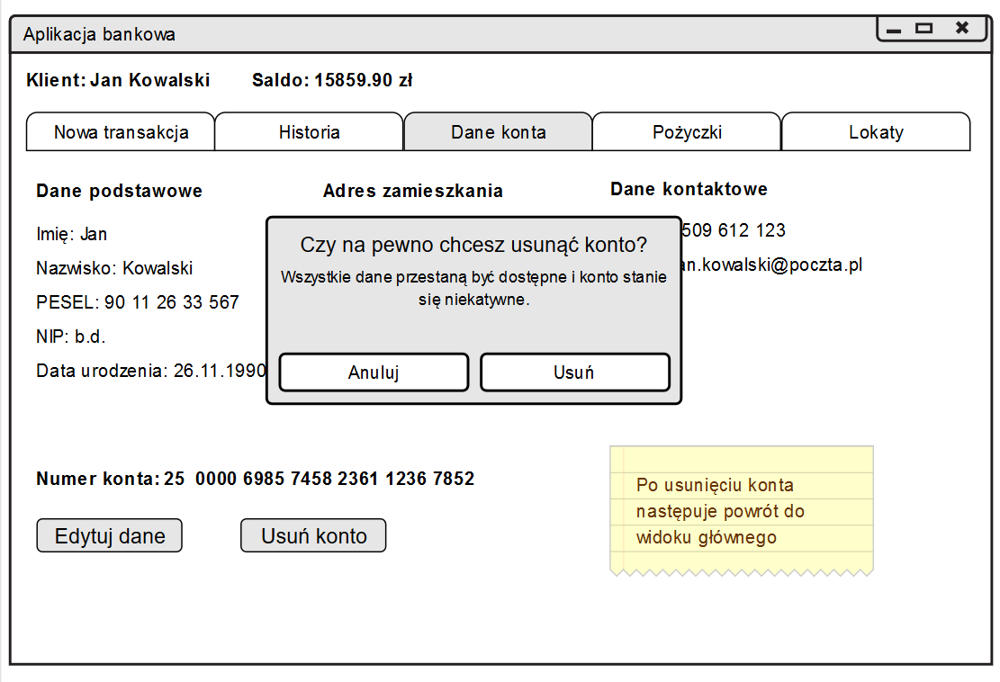 Aplikacja bankowa
Klient: Jan Kowalski Saldo: 15859.90 zł
Nowa transakcja Historia Dane konta Pożyczki Lokaty
Dane podstawowe Adres zamieszkania Dane kontaktowe
Imię: Jan
Nazwisko: Kowalski
PESEL: 90 11 26 33 567
NIP: b.d.
Data urodzenia: 26.11.1990
509 612 123
an.kowalski@poczta.pl
Czy na pewno chcesz usunąć konto?
Wszystkie dane przestaną być dostępne i konto stanie
się niekatywne.
Anuluj Usuń
Numer konta: 25 0000 6985 7458 2361 1236 7852
Edytuj dane Usuń konto
Po usunięciu konta
następuje powrót do
widoku głównego